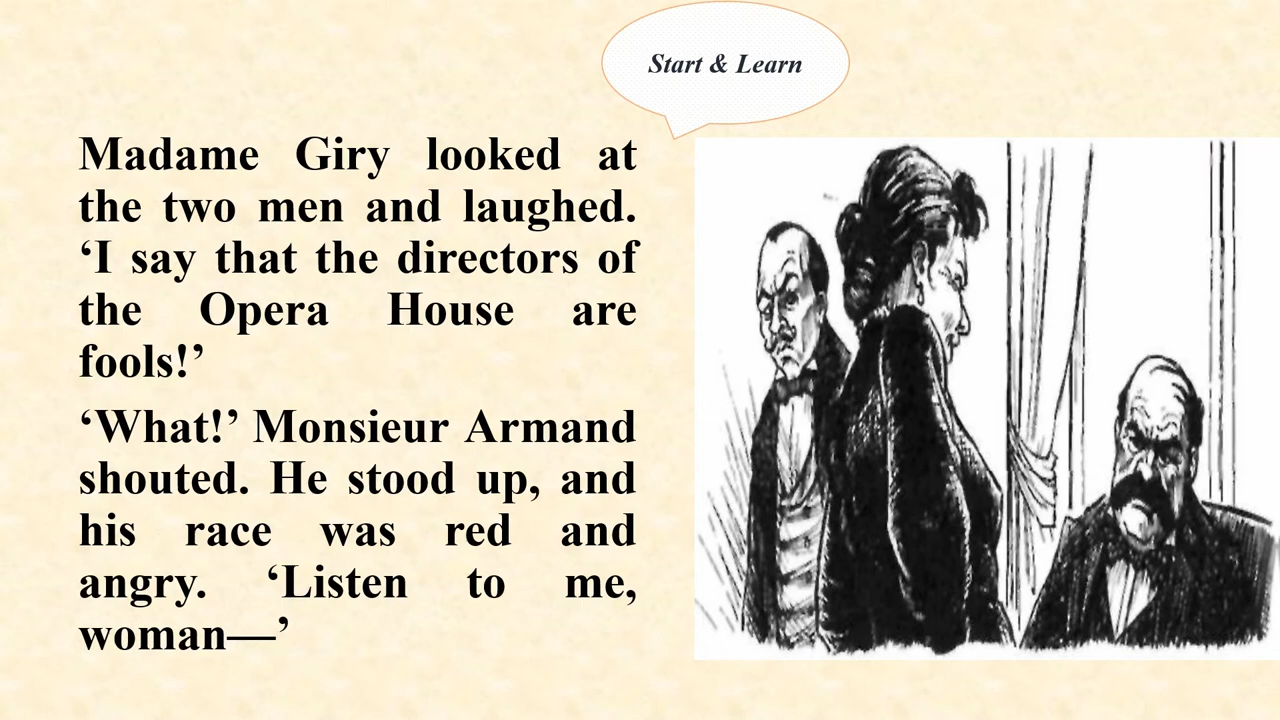 Start & Learn
Madame Giry looked at
the two men and laughed.
‘I say that the directors of
the Opera House are
fools!’
‘What!’ Monsieur Armand
shouted. He stood up, and
his race was red and
angry. ‘Listen to me,
woman—’